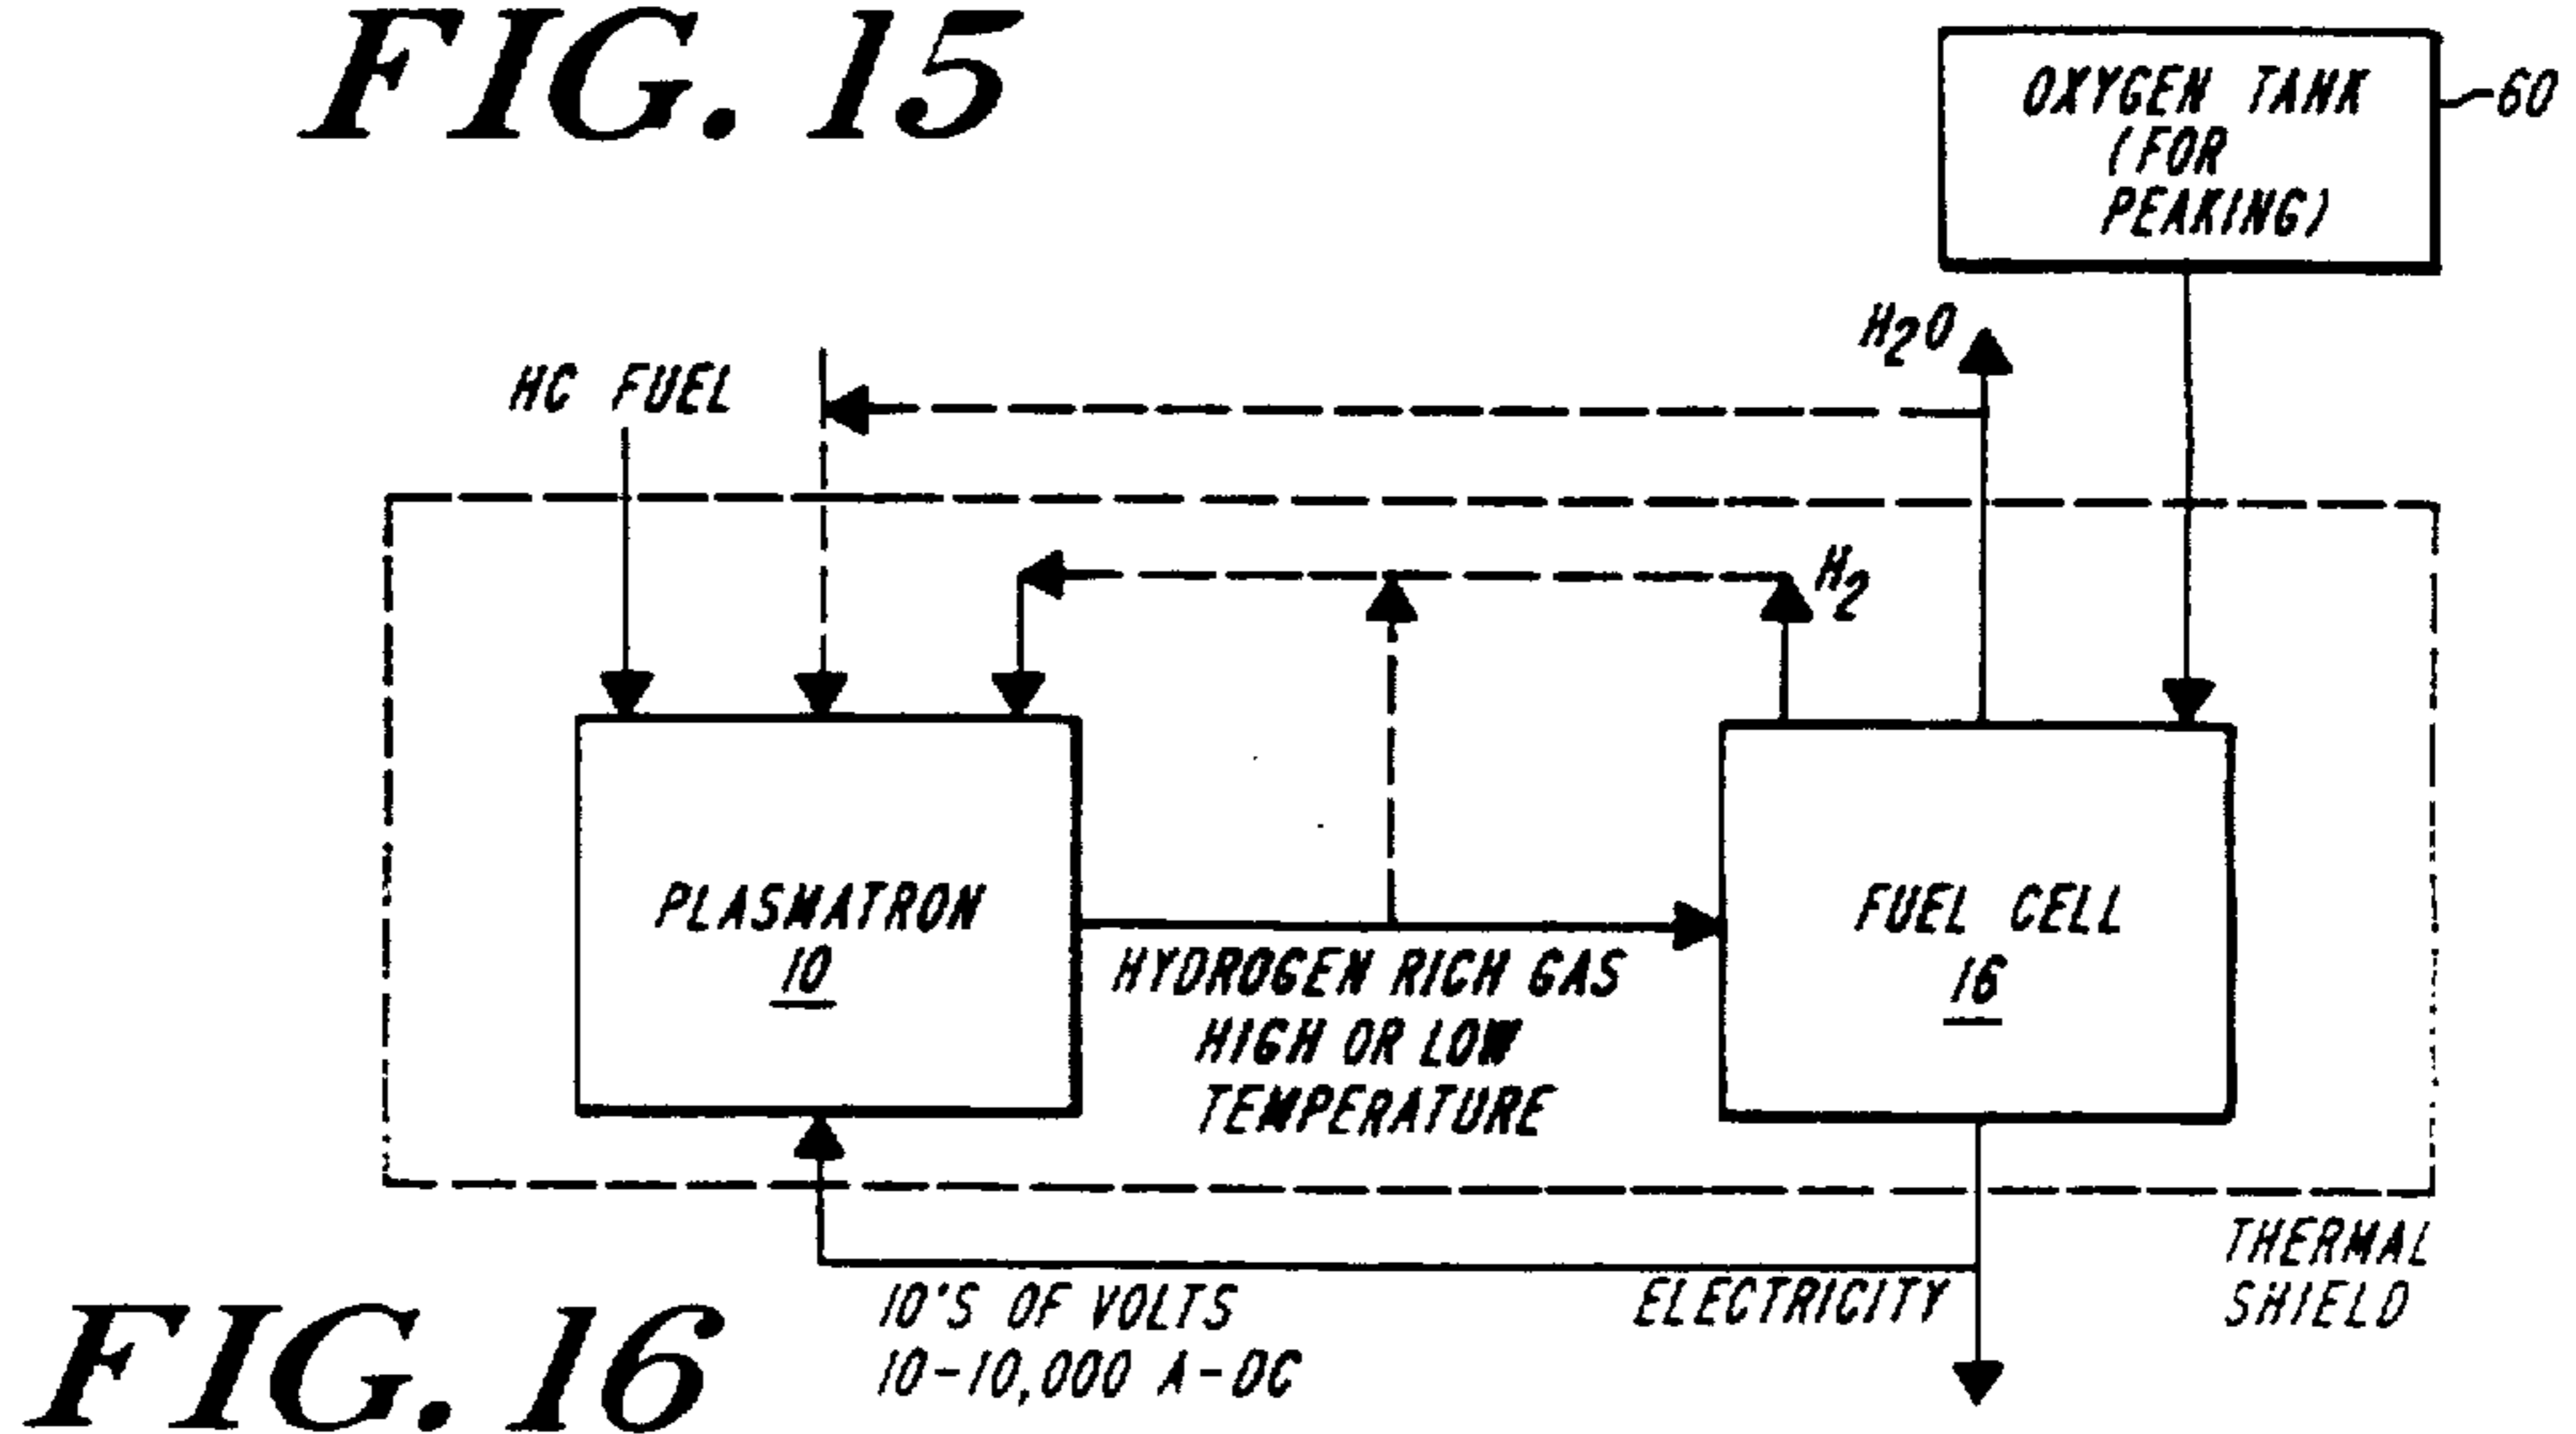 FIG. 15
OXYGEN TANK
(FOR
PEAKING)
60
H2O
HC FUEL
H2
PLASMATRON
10
HYDROGEN RICH GAS
HIGH OR LOW
TEMPERATURE
FUEL CELL
16
THERMAL
SHIELD
10'S OF VOLTS
10-10,000 A-DC
ELECTRICITY
FIG. 16